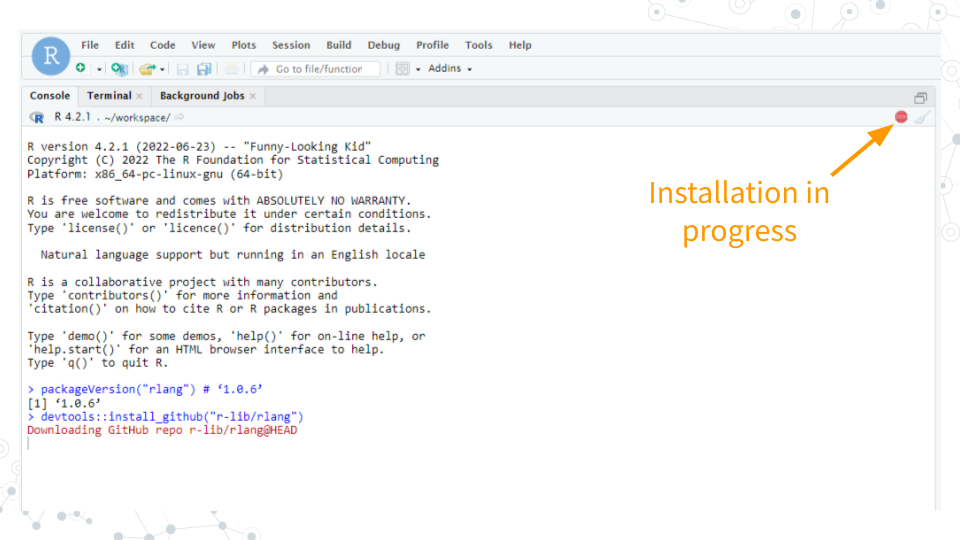 R
File Edit Code View Plots Session Build Debug Profile Tools Help
Go to file/function Addins
Console Terminal × Background Jobs ×
R R 4.2.1 . ~/workspace/
STOP
R version 4.2.1 (2022-06-23) -- "Funny-Looking Kid"
Copyright (C) 2022 The R Foundation for Statistical Computing
Platform: x86_64-pc-linux-gnu (64-bit)
R is free software and comes with ABSOLUTELY NO WARRANTY.
You are welcome to redistribute it under certain conditions.
Type 'license()' or 'licence()' for distribution details.
Natural language support but running in an English locale
R is a collaborative project with many contributors.
Type 'contributors()' for more information and
'citation()' on how to cite R or R packages in publications.
Type 'demo()' for some demos, 'help()' for on-line help, or
'help.start()' for an HTML browser interface to help.
Type 'q()' to quit R.
> packageVersion("rlang") # ‘1.0.6’
[1] ‘1.0.6’
> devtools::install_github("r-lib/rlang")
Downloading GitHub repo r-lib/rlang@HEAD
Installation in
progress